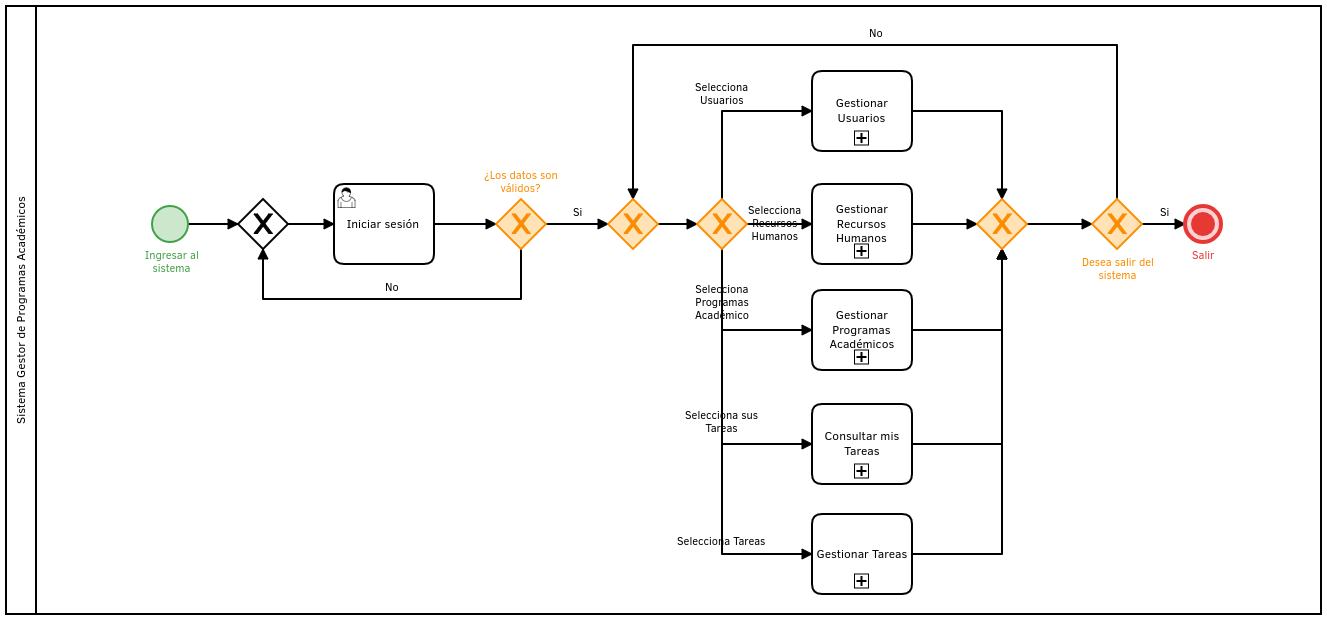 Sistema Gestor de Programas Académicos
Ingresar al
sistema
Iniciar sesión
No
¿Los datos son
válidos?
Si
No
Selecciona
Usuarios
Gestionar
Usuarios
Selecciona
Recursos
Humanos
Gestionar
Recursos
Humanos
Selecciona
Programas
Académico
Gestionar
Programas
Académicos
Selecciona sus
Tareas
Consultar mis
Tareas
Selecciona Tareas
Gestionar Tareas
Desea salir del
sistema
Si
Salir